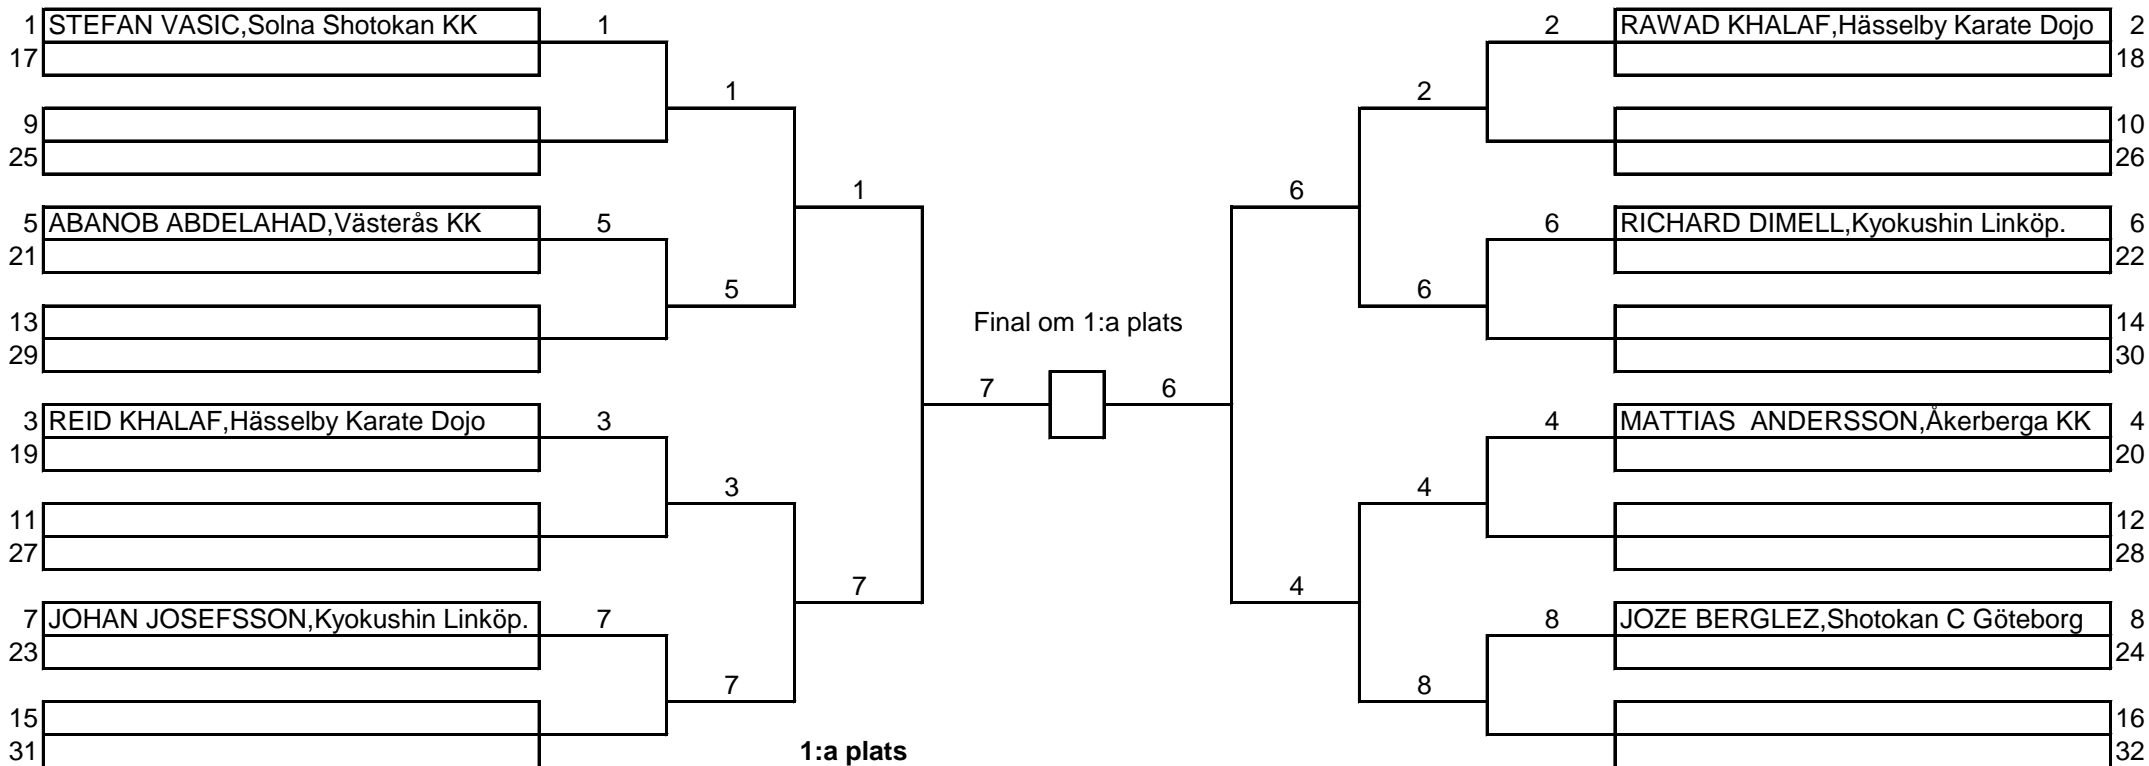 1 STEFAN VASIC,Solna Shotokan KK 1 2 RAWAD KHALAF,Hässelby Karate Dojo 2
17 18
1 2
9 10
25 26
1 6
5 ABANOB ABDELAHAD,Västerås KK 5 6 RICHARD DIMELL,Kyokushin Linköp. 6
21 22
5 6
13 Final om 1:a plats 14
29 30
7 6
3 REID KHALAF,Hässelby Karate Dojo 3 4 MATTIAS  ANDERSSON,Åkerberga KK 4
19 20
3 4
11 12
27 28
7 4
7 JOHAN JOSEFSSON,Kyokushin Linköp. 7 8 JOZE BERGLEZ,Shotokan C Göteborg 8
23 24
7 8
15 16
31 1:a plats 32